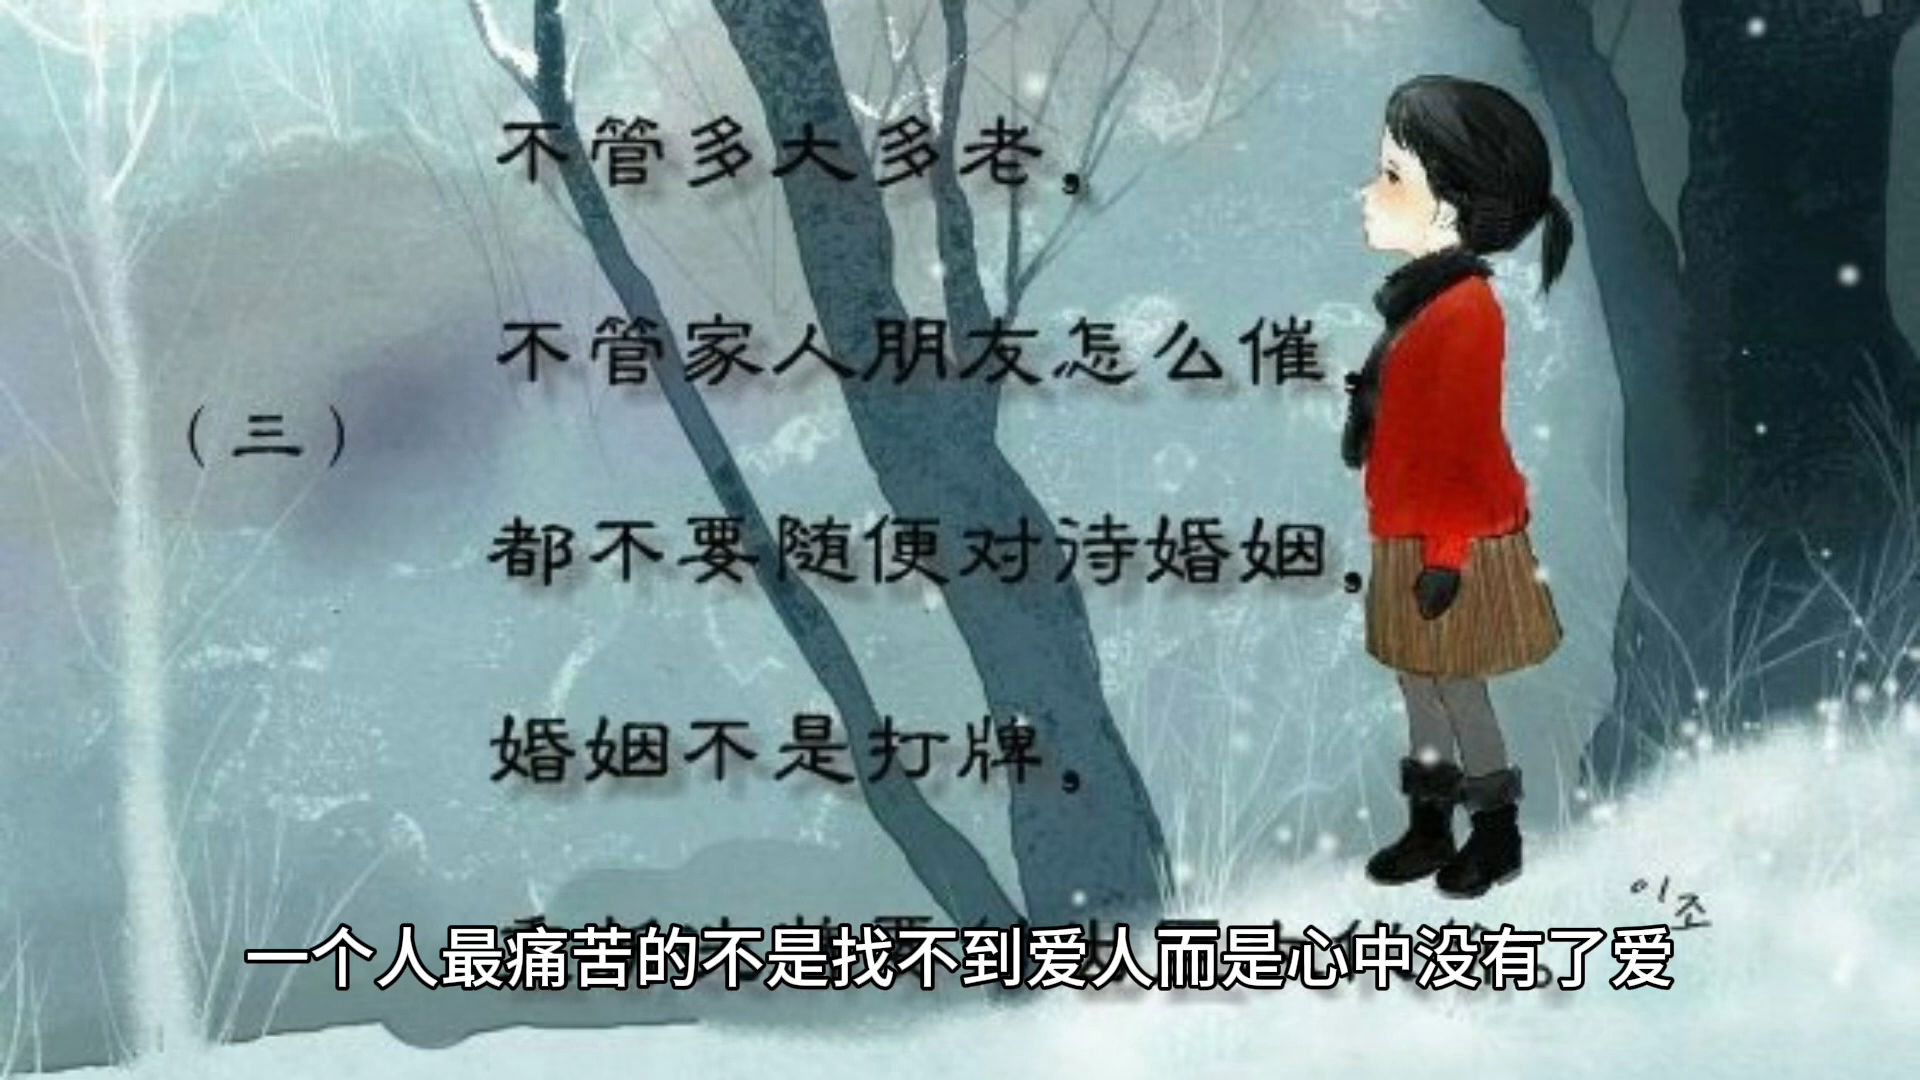 不管多大多老，
不管家人朋友怎么催，
（三）
都不要随便对待婚姻，
婚姻不是打牌，
一个人最痛苦的不是找不到爱人而是心中没有了爱
이조